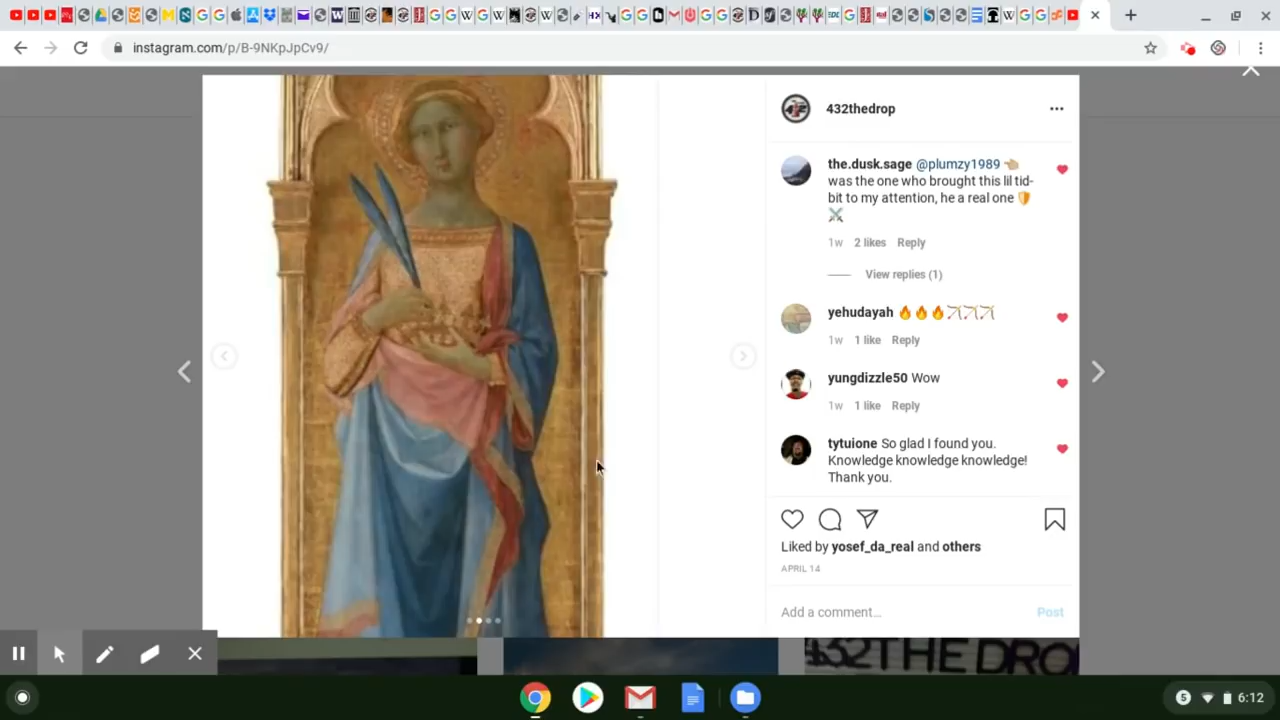 instagram.com/p/B-9NKpJpCv9/
432thedrop
the.dusk.sage @plumzy1989 👈🏼
was the one who brought this lil tid-
bit to my attention, he a real one 🛡️
⚔️
1w 2 likes Reply
View replies (1)
yehudayah 🔥🔥🔥🏹🏹🏹
1w 1 like Reply
yungdizzle50 Wow
1w 1 like Reply
tytuione So glad I found you.
Knowledge knowledge knowledge!
Thank you.
Liked by yosef_da_real and others
APRIL 14
Add a comment... Post
432THE DRO
5 6:12